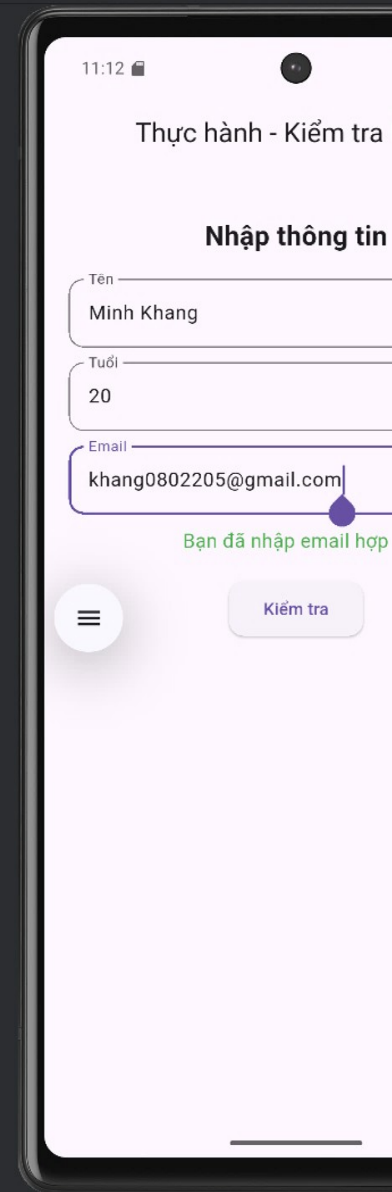 11:12
Thực hành - Kiểm tra
Nhập thông tin
Tên
Minh Khang
Tuổi
20
Email
khang0802205@gmail.com
Bạn đã nhập email hợp
Kiểm tra